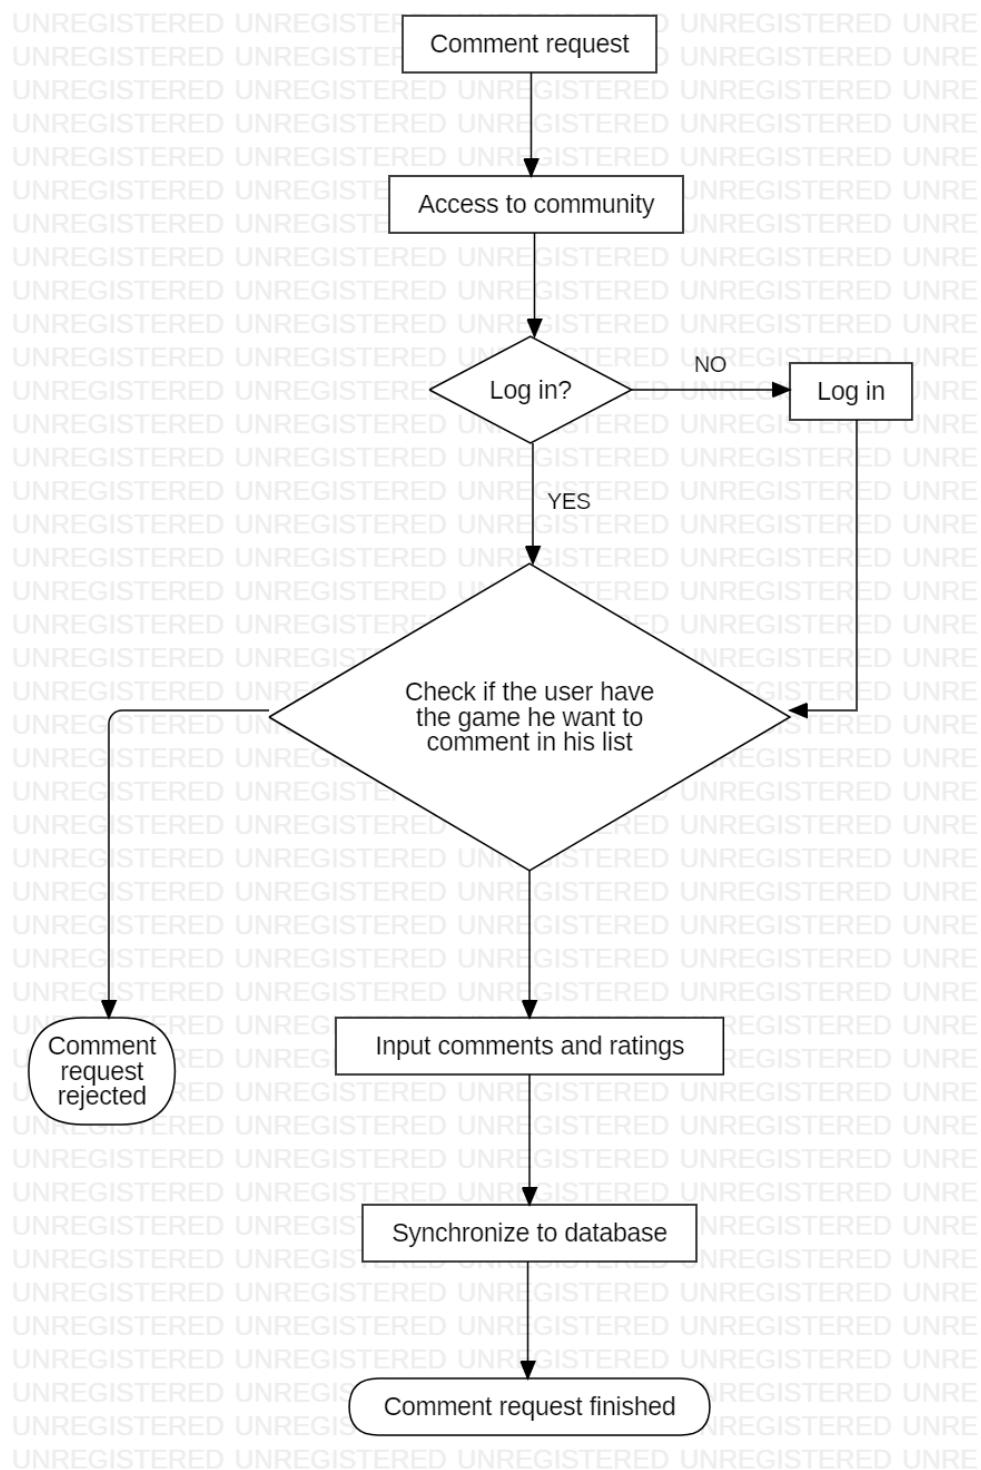 Comment request
Access to community
Log in?
NO
Log in
YES
Check if the user have
the game he want to
comment in his list
Comment
request
rejected
Input comments and ratings
Synchronize to database
Comment request finished
UNREGISTERED